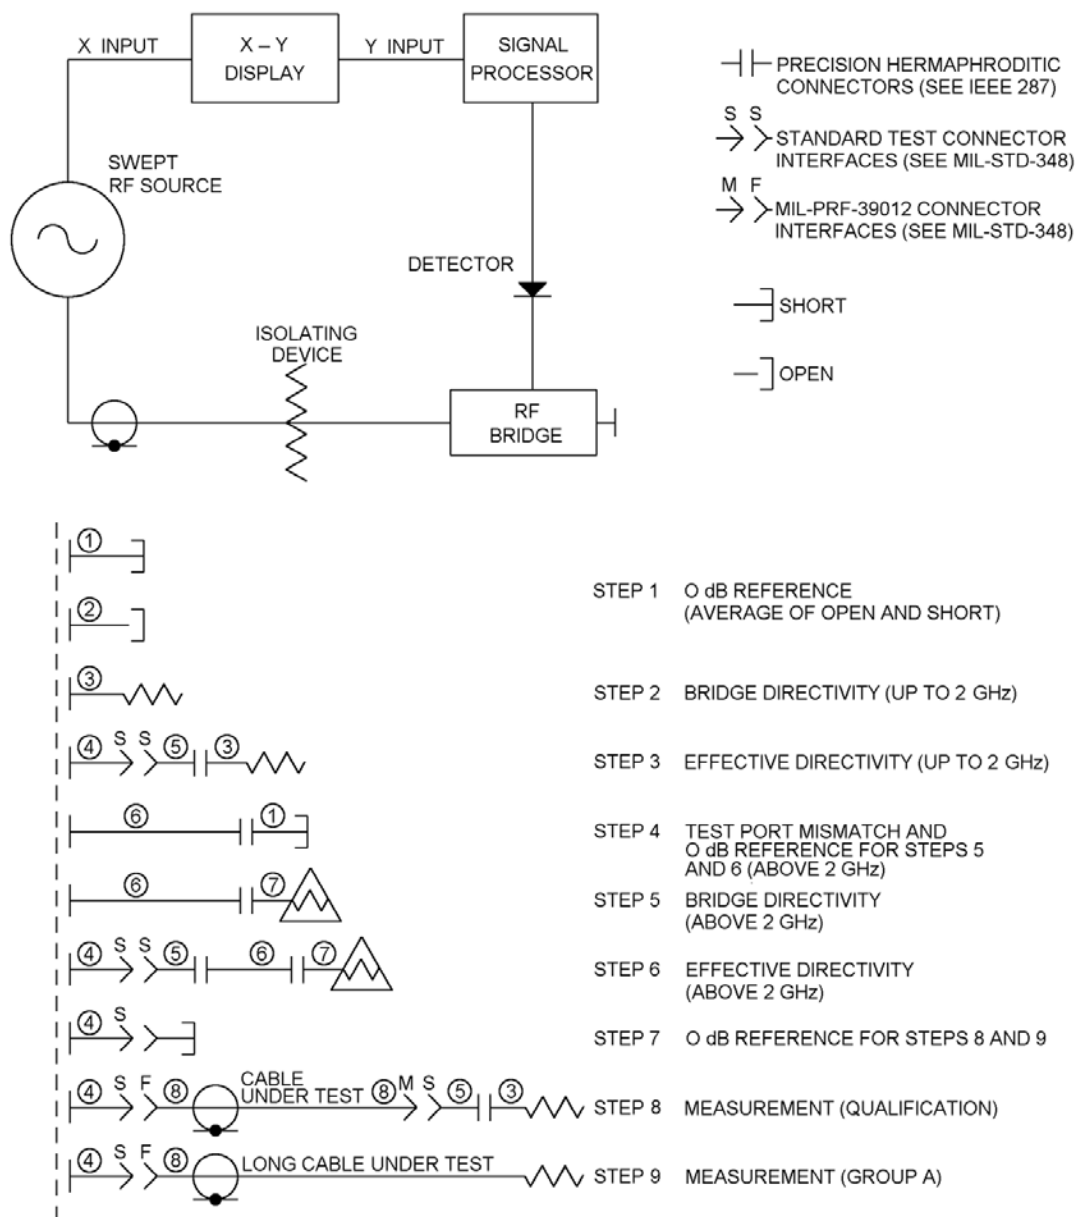 X INPUT
X – Y
DISPLAY
Y INPUT
SIGNAL
PROCESSOR
SWEPT
RF SOURCE
DETECTOR
ISOLATING
DEVICE
RF
BRIDGE
PRECISION HERMAPHRODITIC
CONNECTORS (SEE IEEE 287)
S S
STANDARD TEST CONNECTOR
INTERFACES (SEE MIL-STD-348)
M F
MIL-PRF-39012 CONNECTOR
INTERFACES (SEE MIL-STD-348)
SHORT
OPEN
1
2
STEP 1 O dB REFERENCE
(AVERAGE OF OPEN AND SHORT)
3
STEP 2 BRIDGE DIRECTIVITY (UP TO 2 GHz)
4 S S 5 3
STEP 3 EFFECTIVE DIRECTIVITY (UP TO 2 GHz)
6 1
STEP 4 TEST PORT MISMATCH AND
O dB REFERENCE FOR STEPS 5
AND 6 (ABOVE 2 GHz)
6 7
STEP 5 BRIDGE DIRECTIVITY
(ABOVE 2 GHz)
4 S S 5 6 7
STEP 6 EFFECTIVE DIRECTIVITY
(ABOVE 2 GHz)
4 S
STEP 7 O dB REFERENCE FOR STEPS 8 AND 9
4 S F 8
CABLE
UNDER TEST
8 M S 5 3
STEP 8 MEASUREMENT (QUALIFICATION)
4 S F 8
LONG CABLE UNDER TEST
STEP 9 MEASUREMENT (GROUP A)